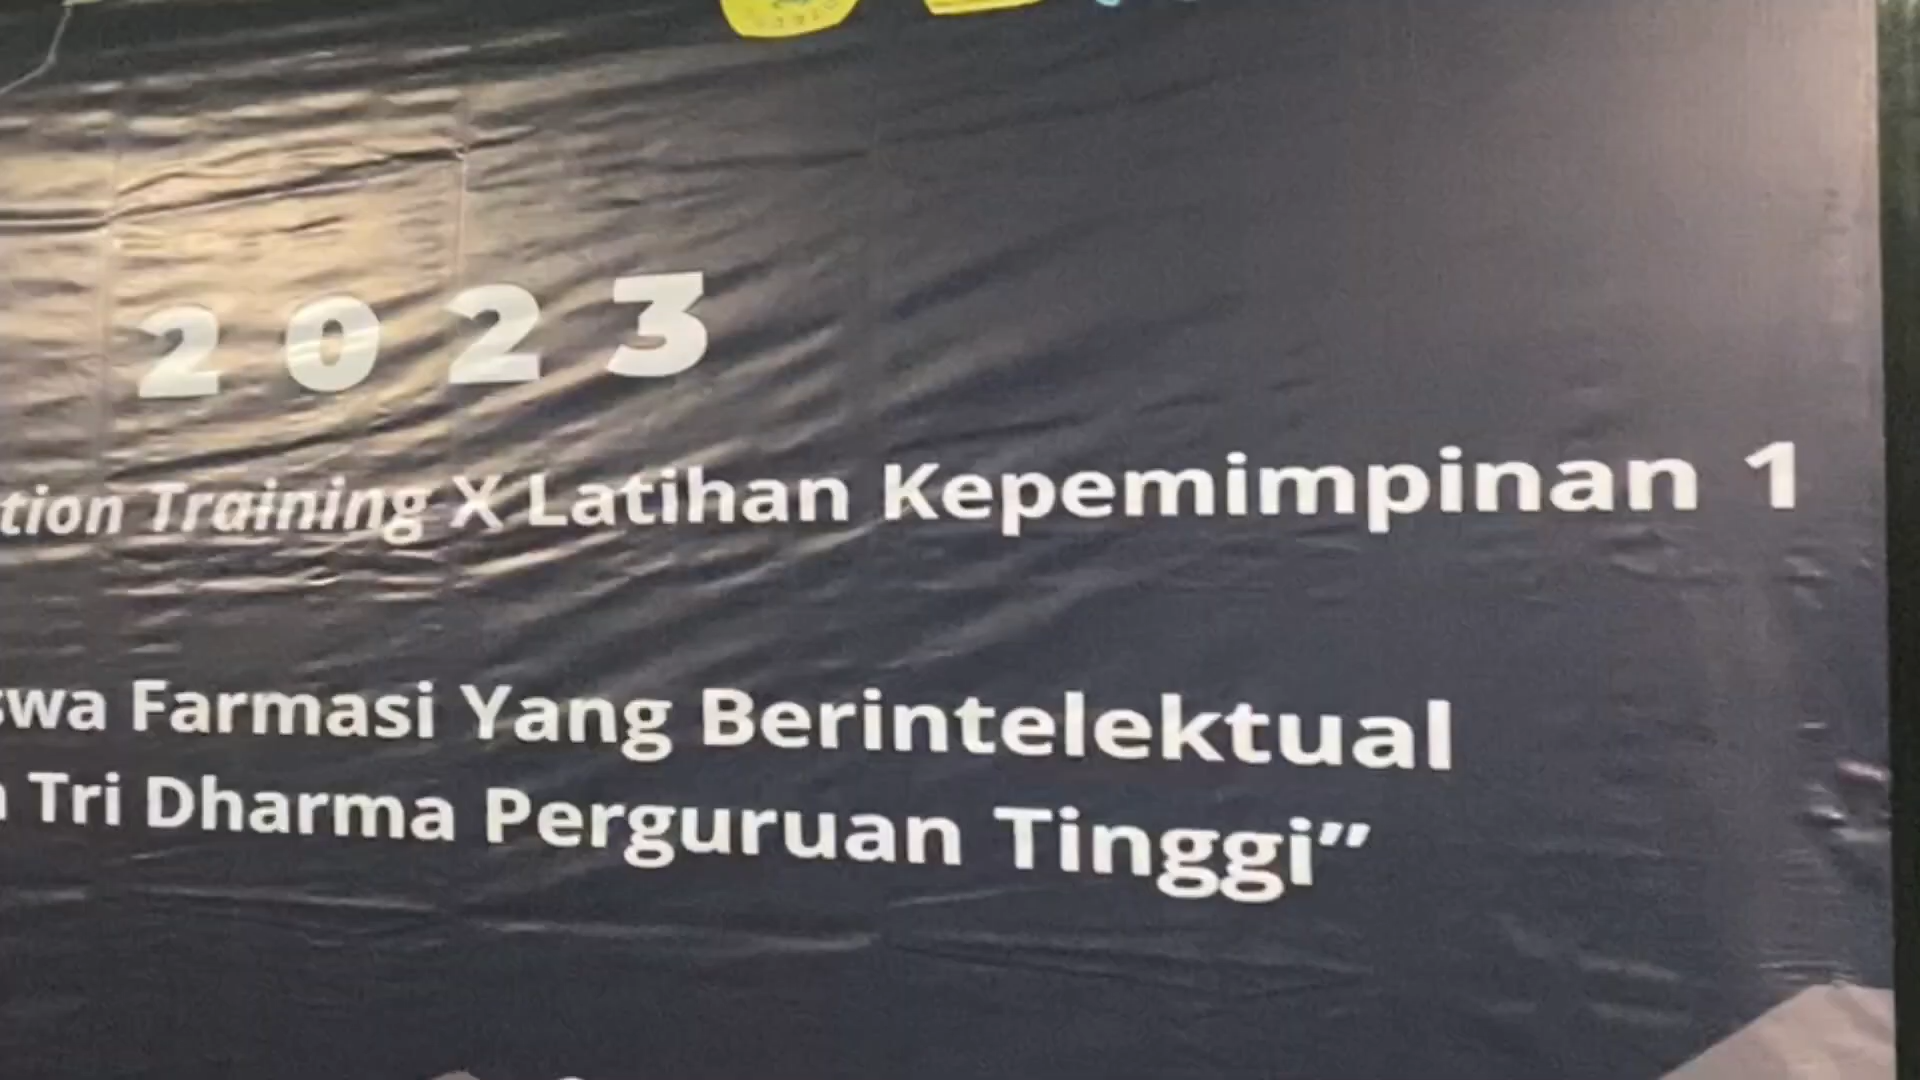 2023
tion Training X Latihan Kepemimpinan 1
swa Farmasi Yang Berintelektual
Tri Dharma Perguruan Tinggi”